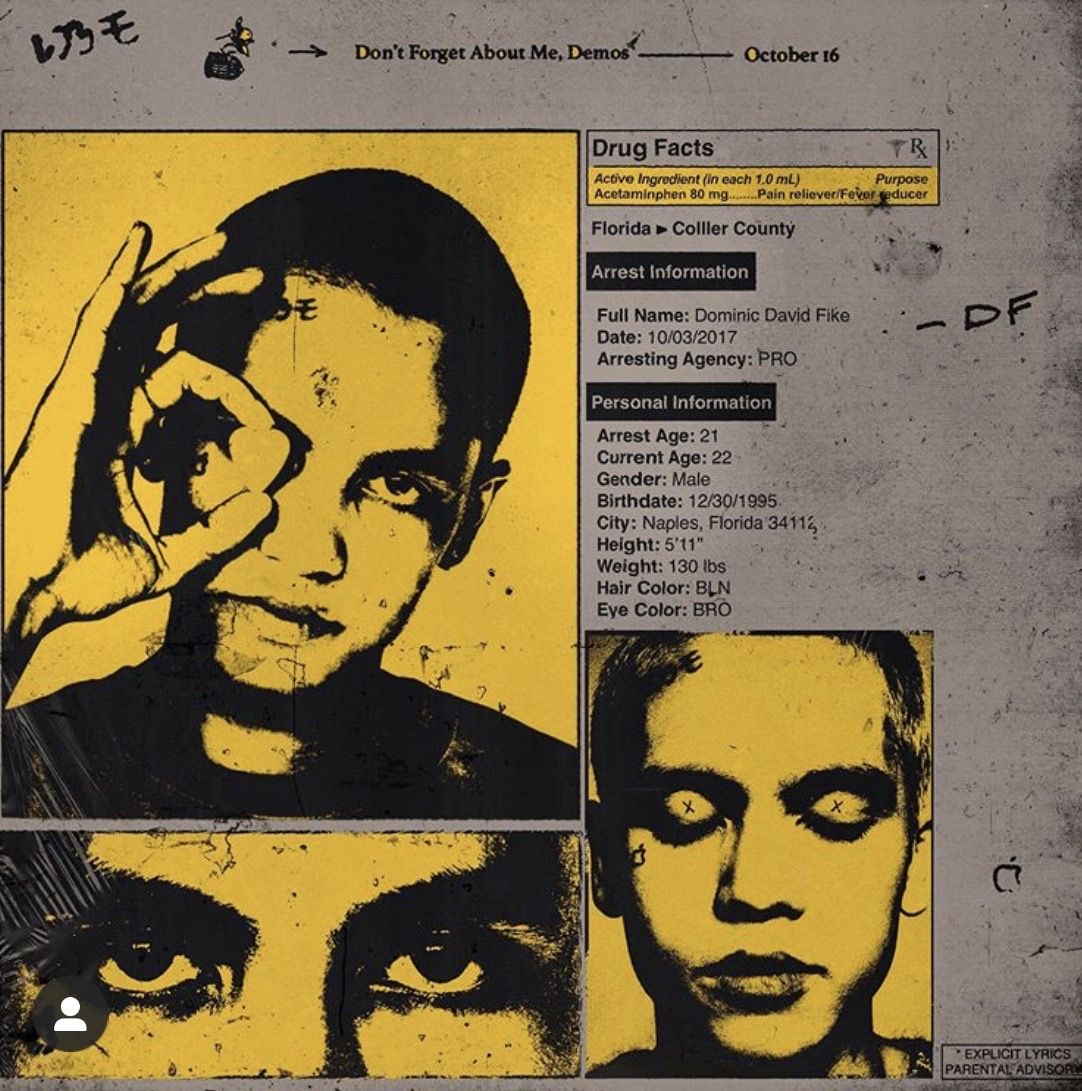 Don't Forget About Me, Demos
October 16
Drug Facts
Rx
Active Ingredient (in each 1.0 mL) Purpose
Acetaminphen 80 mg........Pain reliever/Fever reducer
Florida ► Colller County
Arrest Information
Full Name: Dominic David Fike
Date: 10/03/2017
Arresting Agency: PRO
- DF
Personal Information
Arrest Age: 21
Current Age: 22
Gender: Male
Birthdate: 12/30/1995
City: Naples, Florida 34112
Height: 5'11"
Weight: 130 lbs
Hair Color: BLN
Eye Color: BRO
* EXPLICIT LYRICS
PARENTAL ADVISORY